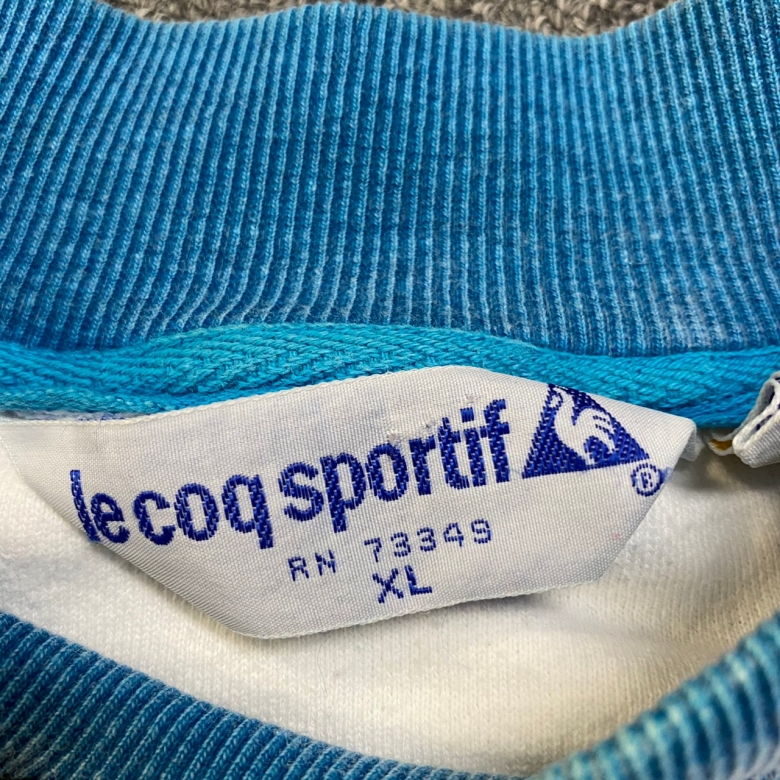 le coq sportif ®
RN 73349
XL